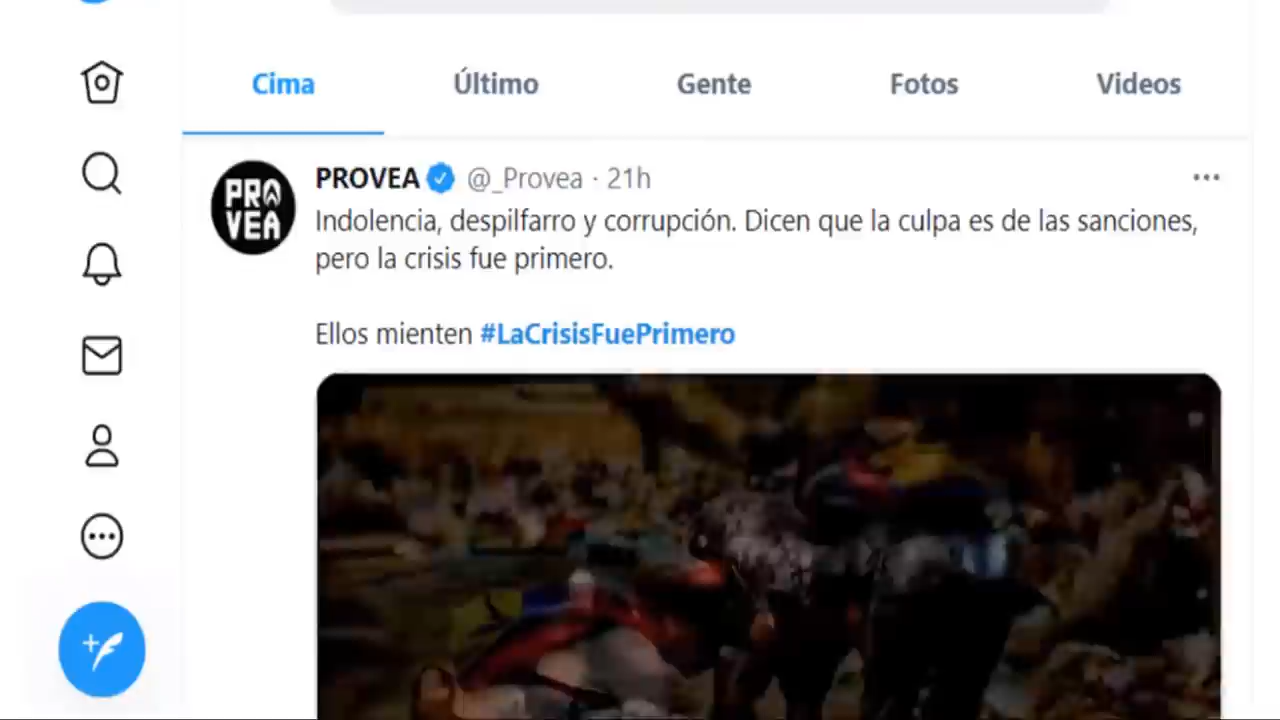 Cima Último Gente Fotos Videos
PROVEA @_Provea · 21h
PRO
VEA
Indolencia, despilfarro y corrupción. Dicen que la culpa es de las sanciones,
pero la crisis fue primero.
Ellos mienten #LaCrisisFuePrimero